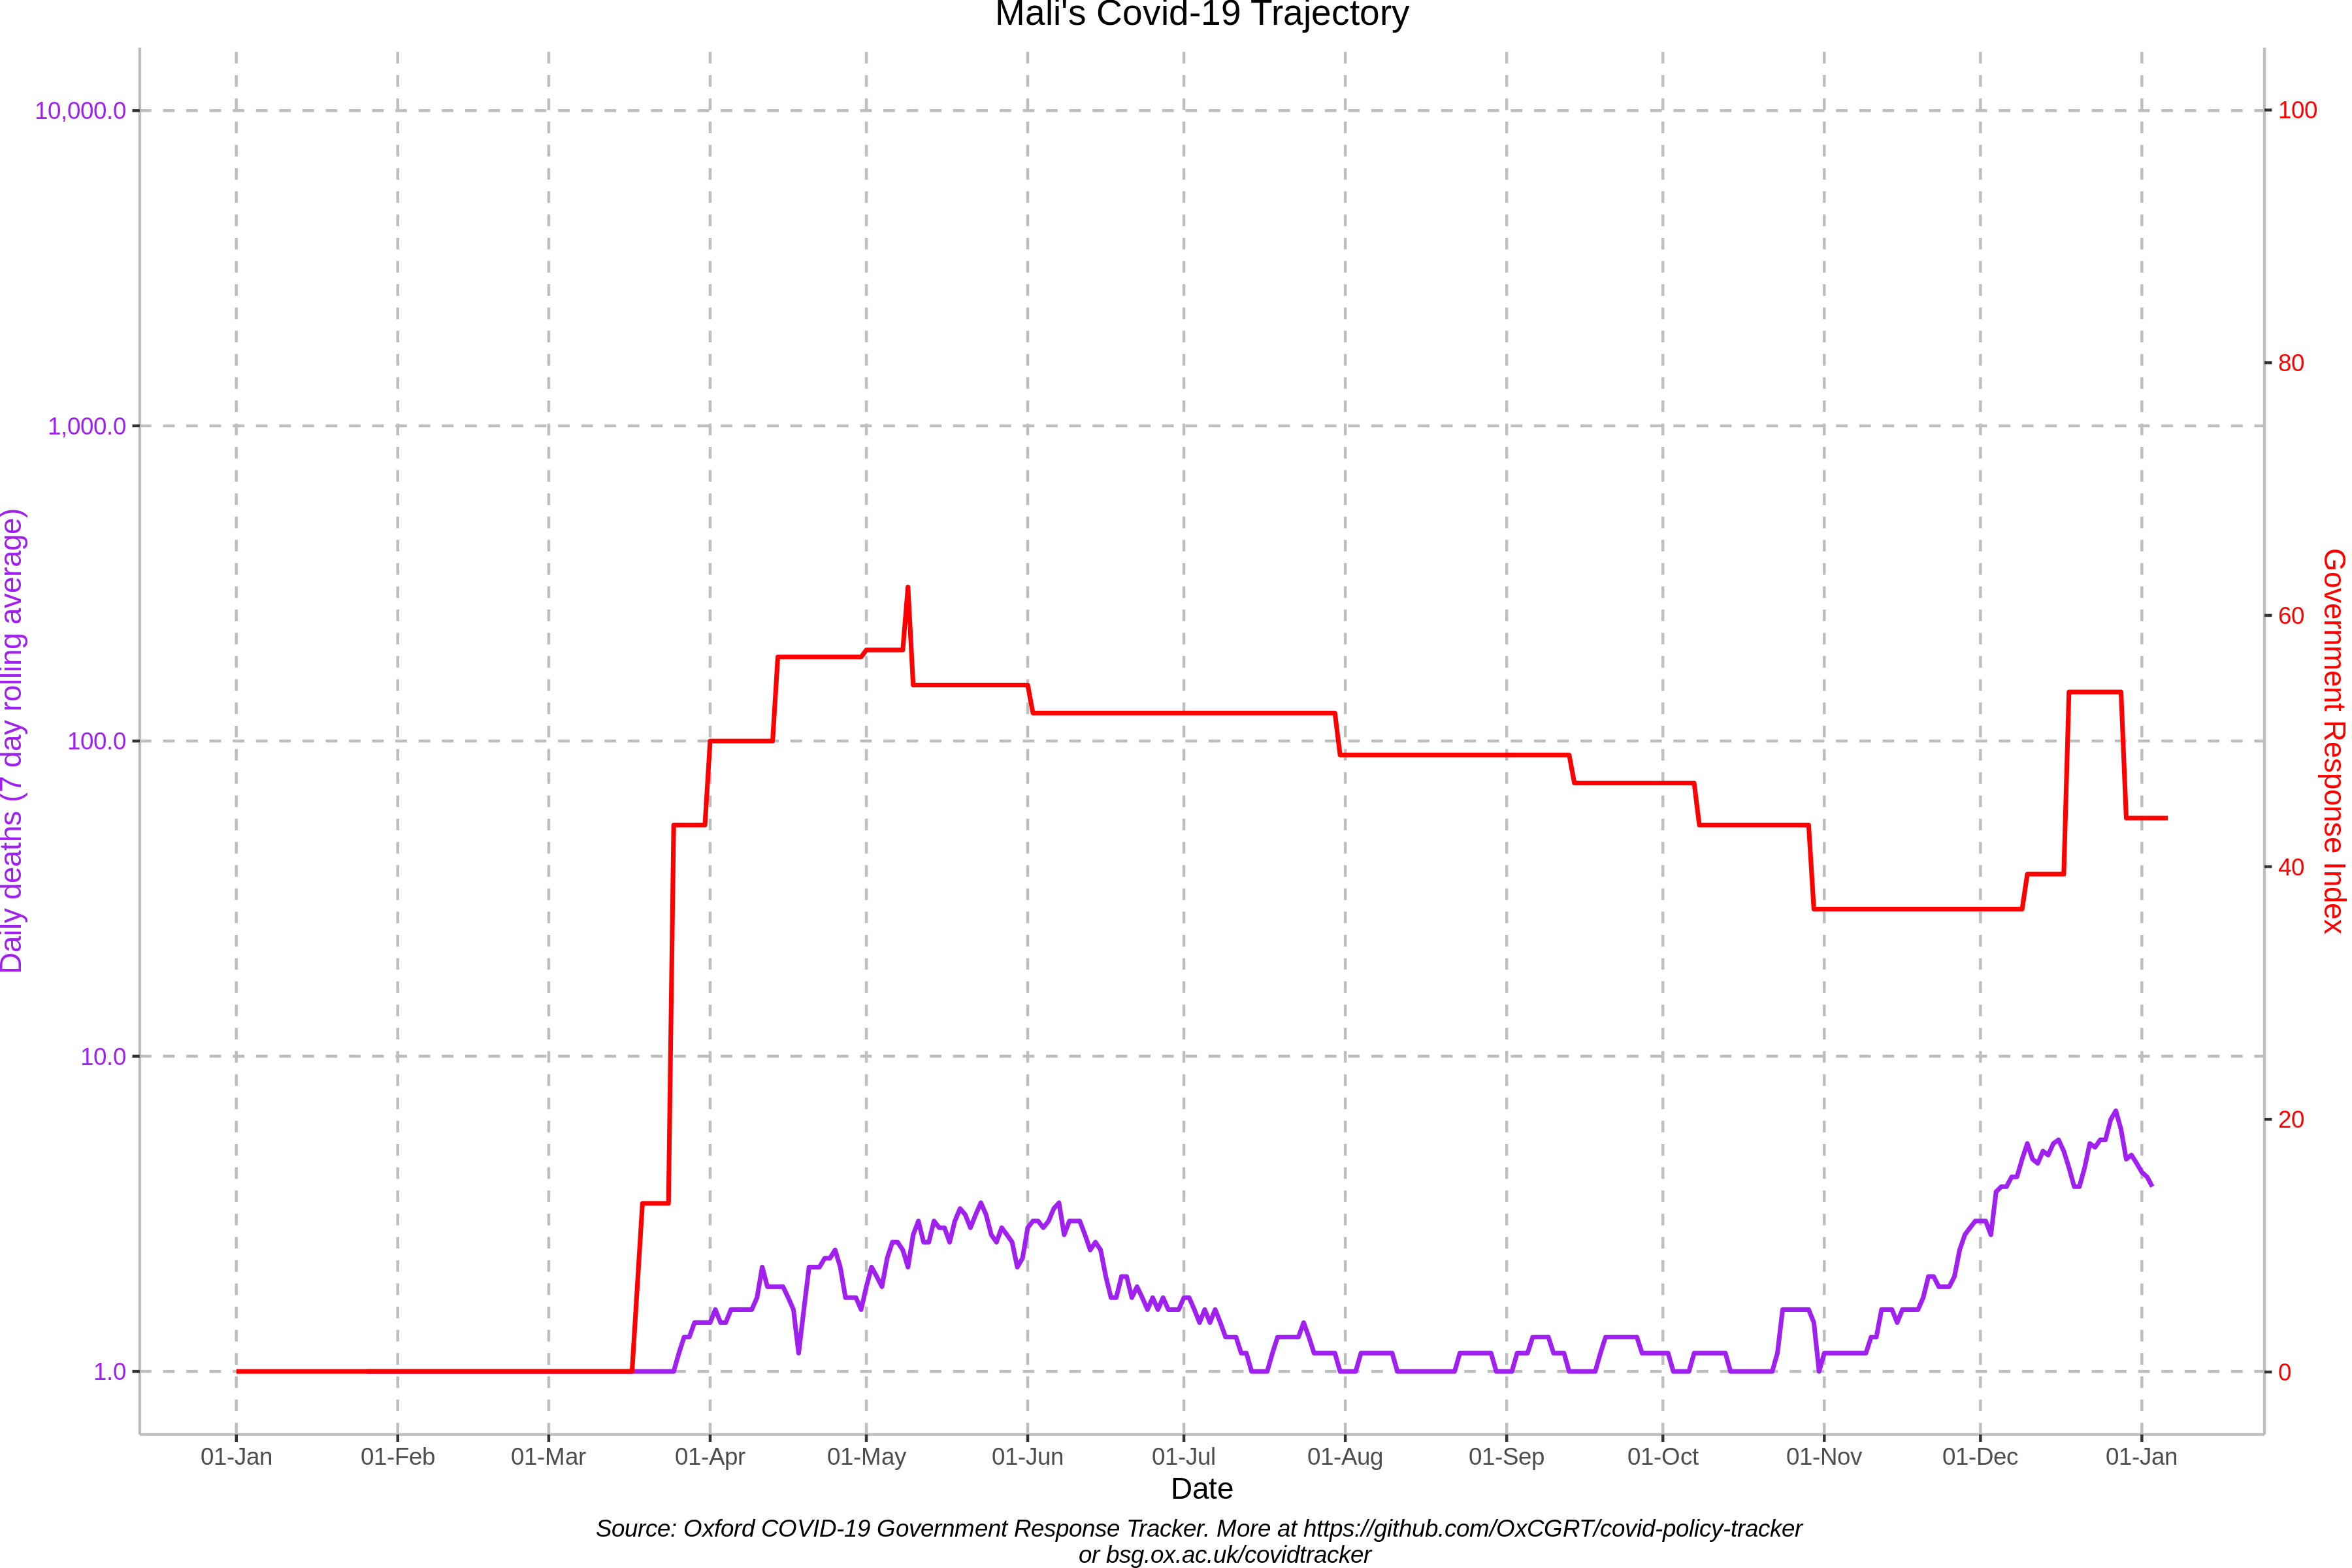 Mali's Covid-19 Trajectory
10,000.0
1,000.0
100.0
10.0
1.0
Daily deaths (7 day rolling average)
100
80
60
40
20
0
Government Response Index
01-Jan 01-Feb 01-Mar 01-Apr 01-May 01-Jun 01-Jul 01-Aug 01-Sep 01-Oct 01-Nov 01-Dec 01-Jan
Date
Source: Oxford COVID-19 Government Response Tracker. More at https://github.com/OxCGRT/covid-policy-tracker
or bsg.ox.ac.uk/covidtracker